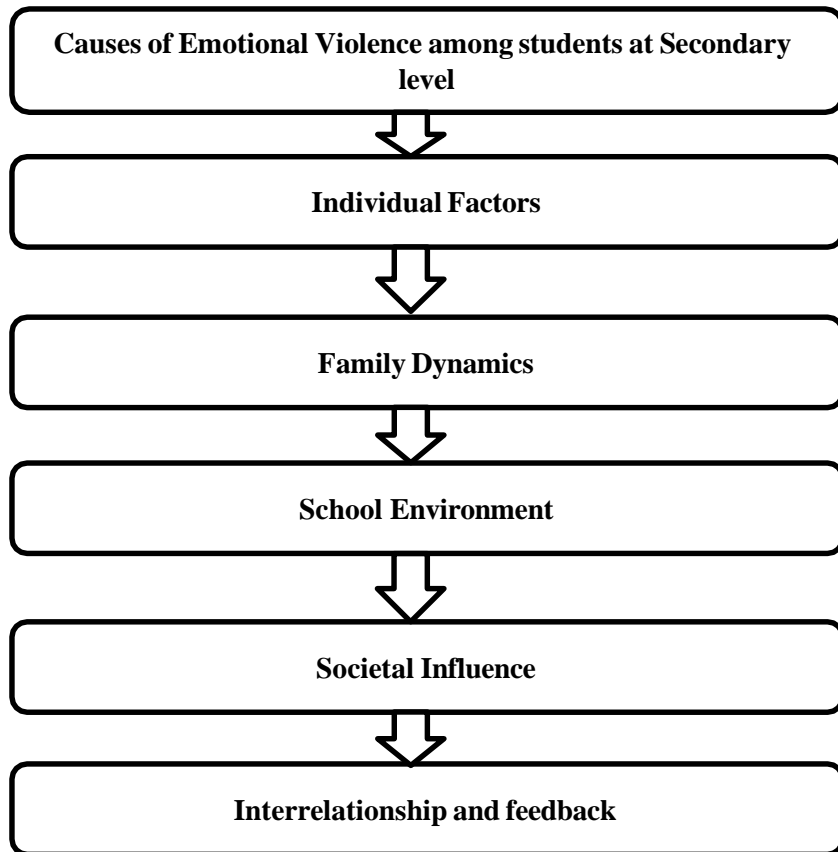 Causes of Emotional Violence among students at Secondary
level
Individual Factors
Family Dynamics
School Environment
Societal Influence
Interrelationship and feedback